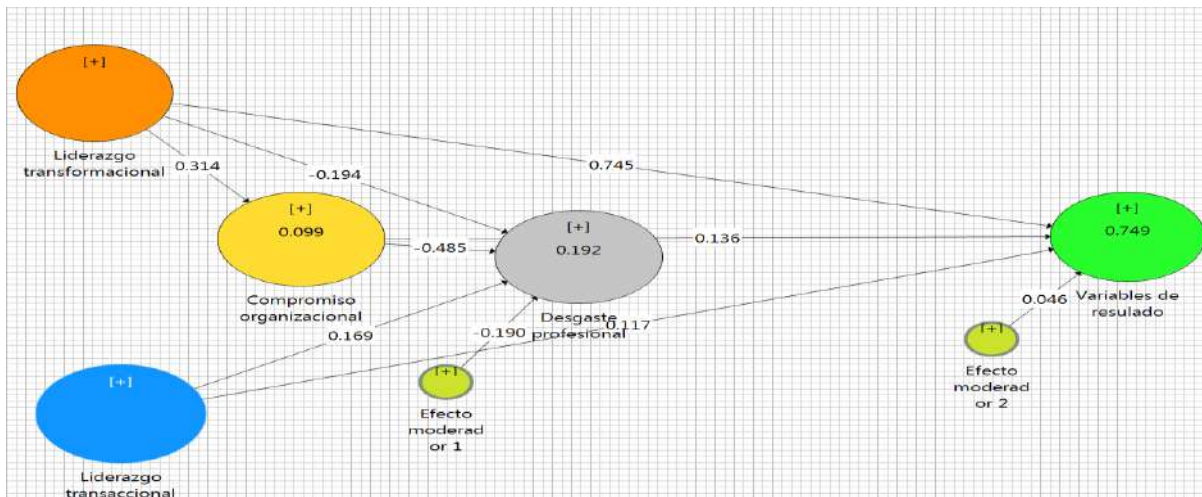 [+]
Liderazgo
transformacional
0.314
-0.194
0.745
[+]
0.099
Compromiso
organizacional
-0.485
[+]
0.192
Desgaste
profesional
0.136
[+]
0.749
Variables de
resulado
0.169
-0.190
0.117
0.046
[+]
Efecto
moderad
or 1
[+]
Efecto
moderad
or 2
[+]
Liderazgo
transaccional